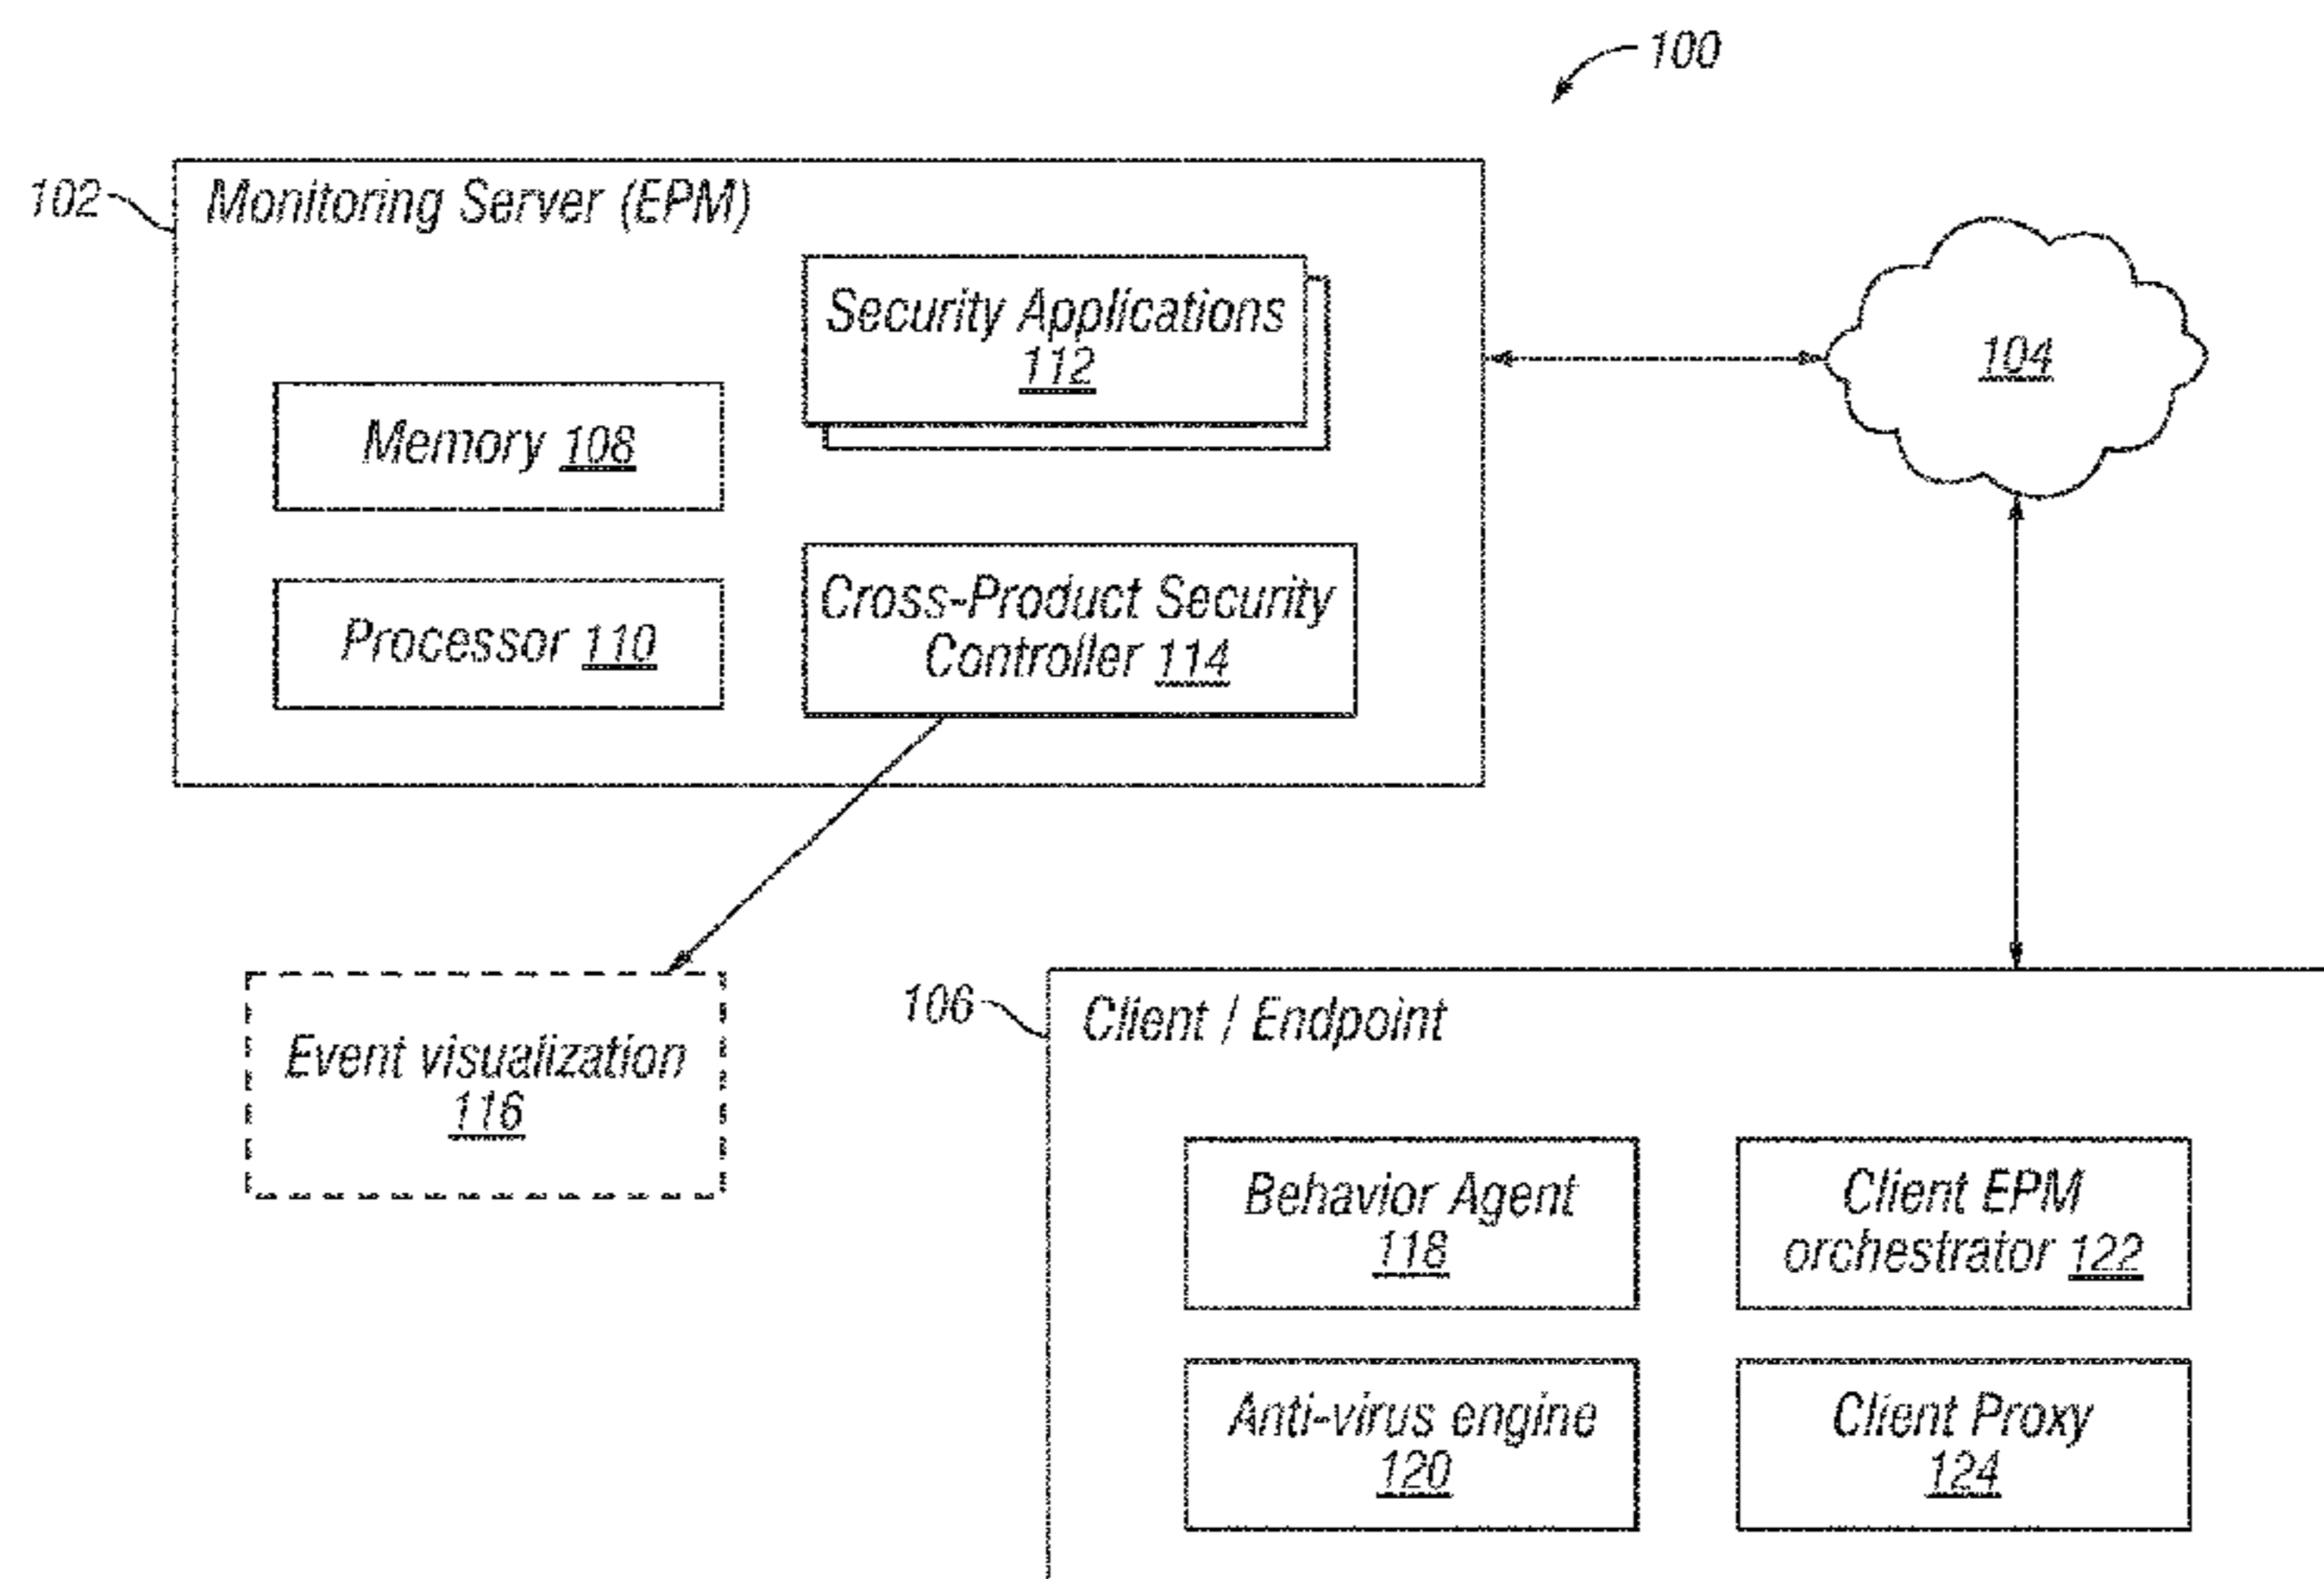 100
102
Monitoring Server (EPM)
Security Applications
112
104
Memory 108
Cross-Product Security
Controller 114
Processor 110
106
Client / Endpoint
Event visualization
116
Behavior Agent
118
Client EPM
orchestrator 122
Anti-virus engine
120
Client Proxy
124